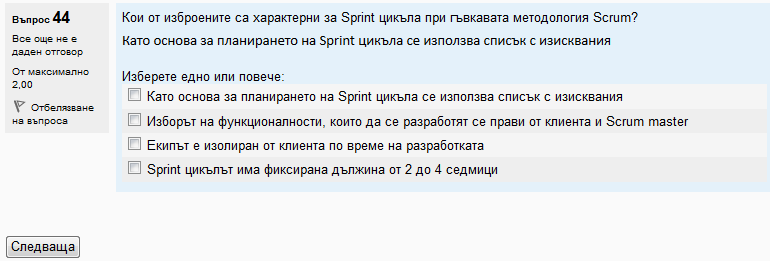 Въпрос 44
Все още не е
даден отговор
От максимално
2,00
Отбелязване
на въпроса
Кои от изброените са характерни за Sprint цикъла при гъвкавата методология Scrum?
Като основа за планирането на Sprint цикъла се използва списък с изисквания
Изберете едно или повече:
Като основа за планирането на Sprint цикъла се използва списък с изисквания
Изборът на функционалности, които да се разработят се прави от клиента и Scrum master
Екипът е изолиран от клиента по време на разработката
Sprint цикълът има фиксирана дължина от 2 до 4 седмици
Следваща